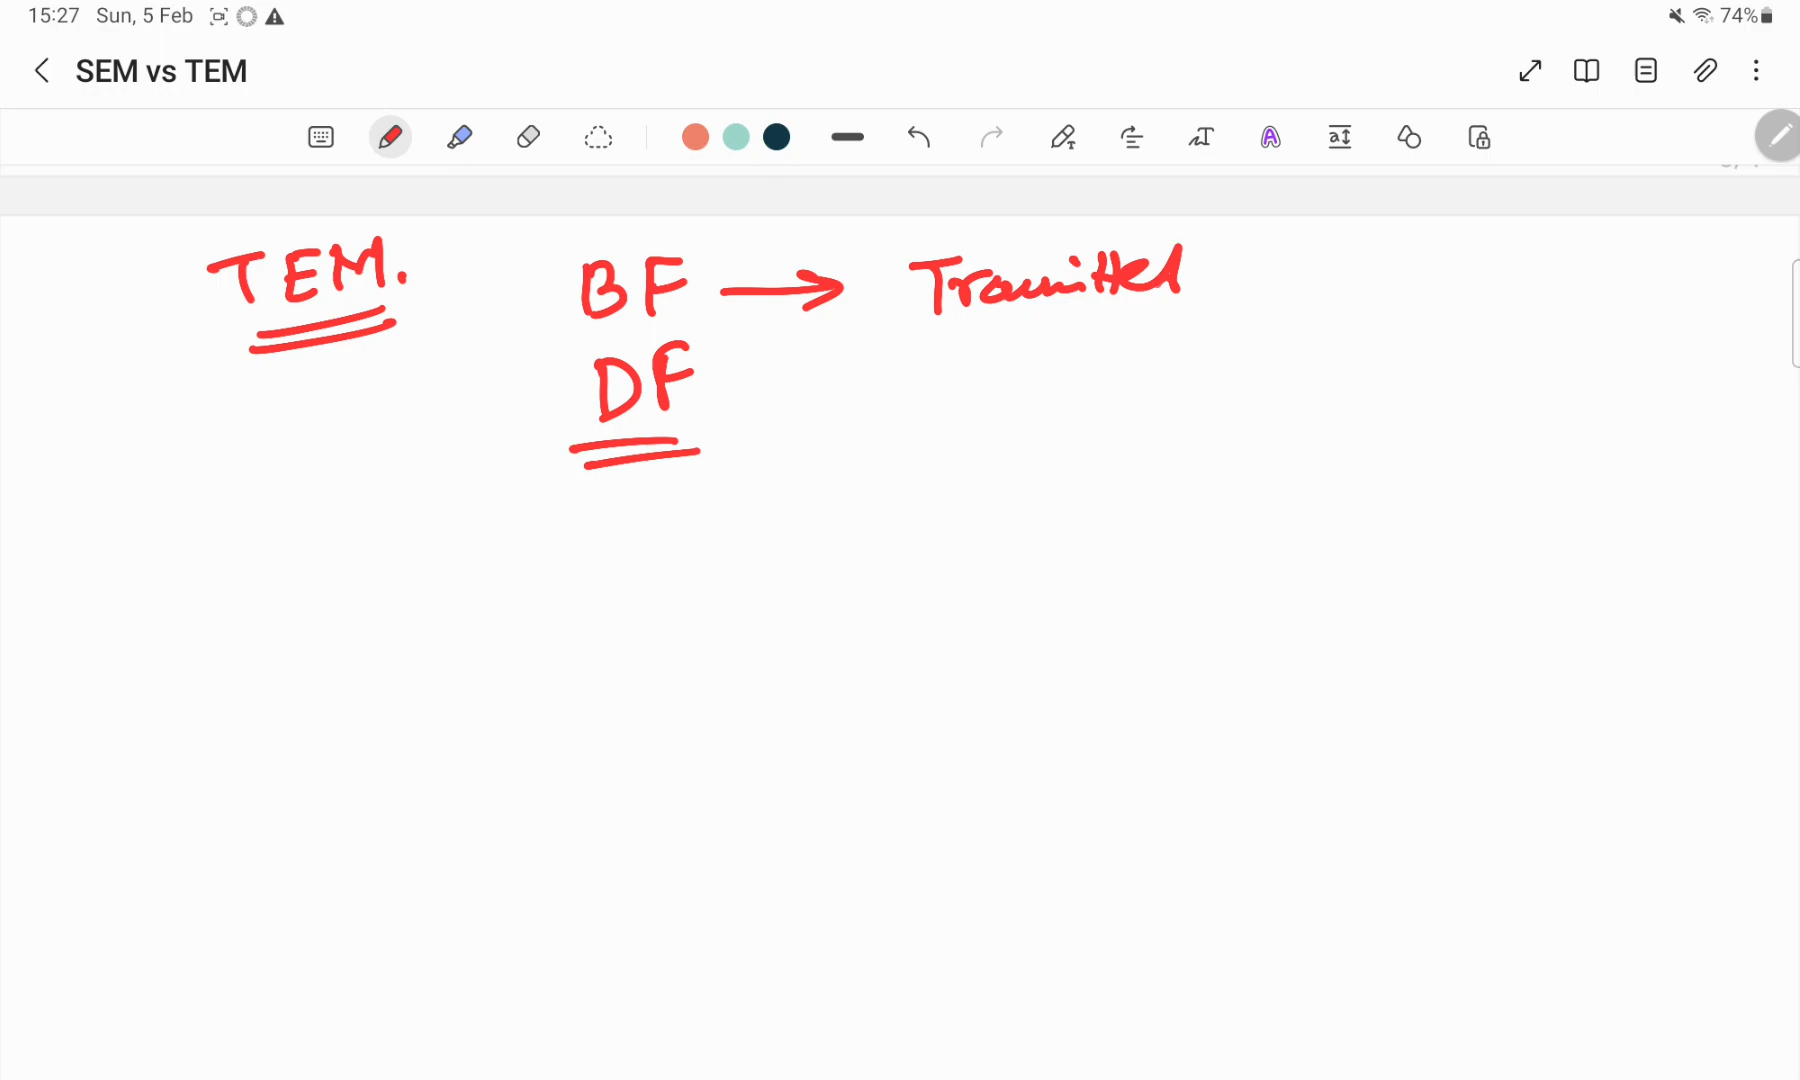 15:27 Sun, 5 Feb 74%
SEM vs TEM
TEM. BF → Transmitted
DF